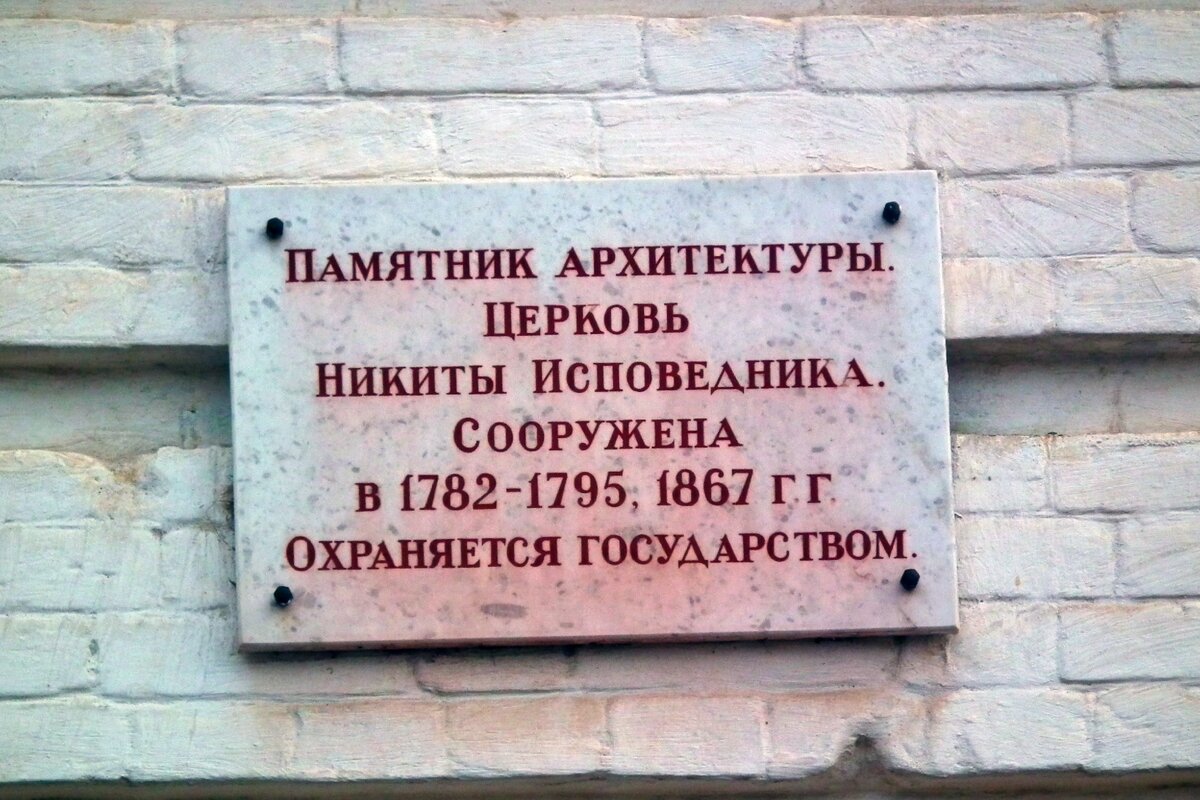 Памятник архитектуры.
Церковь
Никиты Исповедника.
Сооружена
в 1782-1795, 1867 г г.
Охраняется государством.